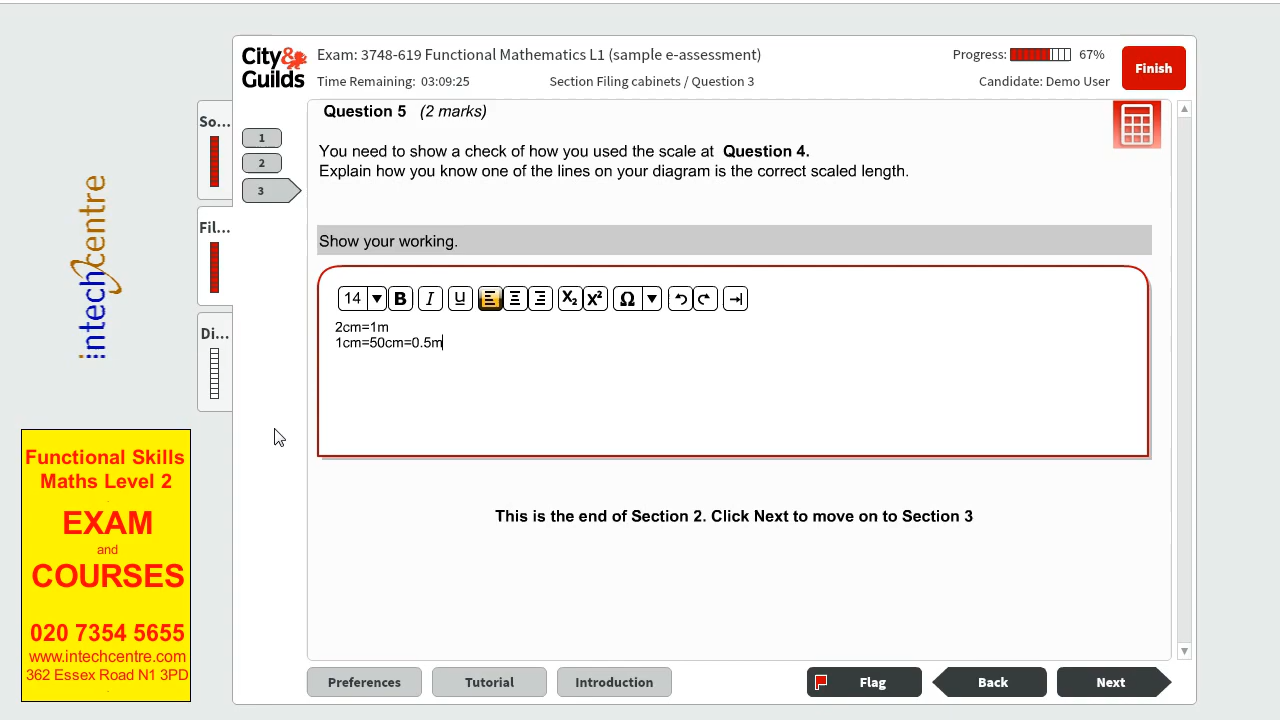 City&
Guilds
Exam: 3748-619 Functional Mathematics L1 (sample e-assessment)
Progress: 67%
Finish
Time Remaining: 03:09:25
Section Filing cabinets / Question 3
Candidate: Demo User
So...
Fil...
Di...
1
2
3
Question 5 (2 marks)
You need to show a check of how you used the scale at Question 4.
Explain how you know one of the lines on your diagram is the correct scaled length.
Show your working.
14 B I U X₂ X² Ω
2cm=1m
1cm=50cm=0.5m
This is the end of Section 2. Click Next to move on to Section 3
intechcentre
Functional Skills
Maths Level 2
EXAM
and
COURSES
020 7354 5655
www.intechcentre.com
362 Essex Road N1 3PD
Preferences
Tutorial
Introduction
Flag
Back
Next